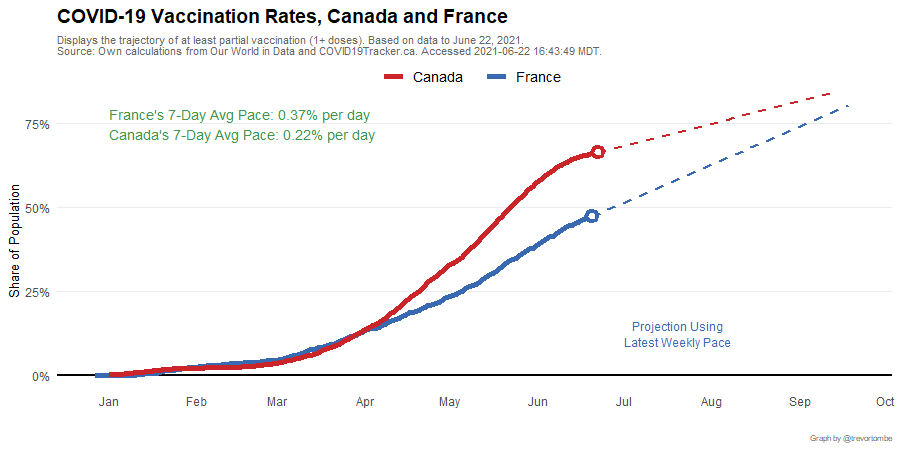 COVID-19 Vaccination Rates, Canada and France
Displays the trajectory of at least partial vaccination (1+ doses). Based on data to June 22, 2021.
Source: Own calculations from Our World in Data and COVID19Tracker.ca. Accessed 2021-06-22 16:43:49 MDT.
Canada France
France's 7-Day Avg Pace: 0.37% per day
Canada's 7-Day Avg Pace: 0.22% per day
75%
50%
25%
0%
Share of Population
Projection Using
Latest Weekly Pace
Jan Feb Mar Apr May Jun Jul Aug Sep Oct
Graph by @trevortombe